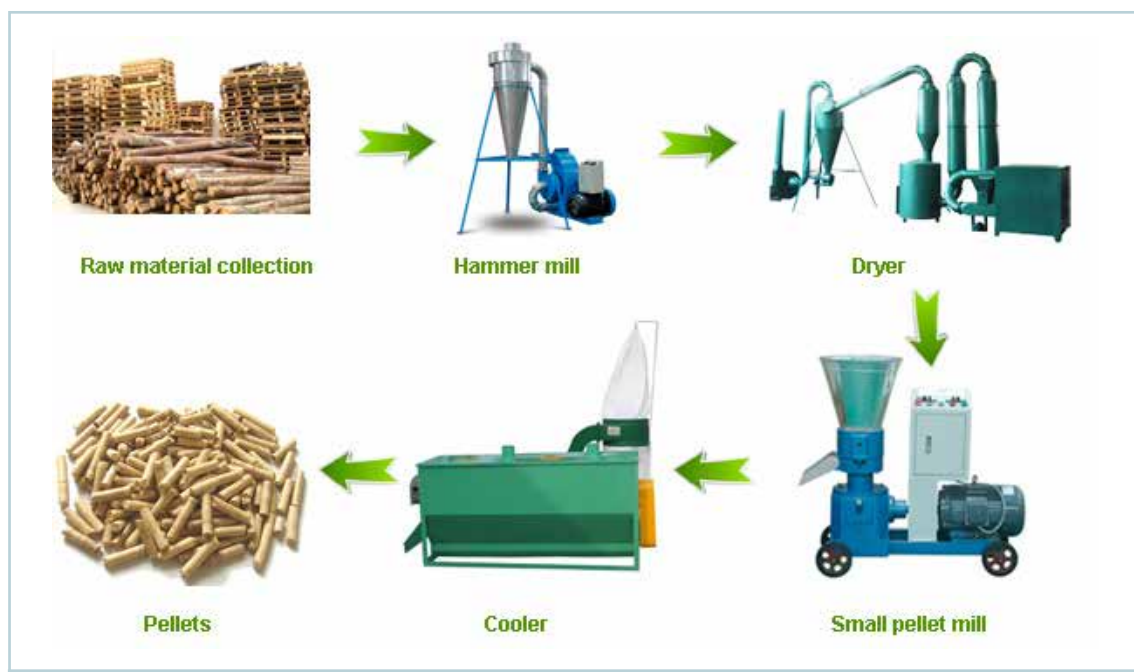 Raw material collection
Hammer mill
Dryer
Small pellet mill
Cooler
Pellets